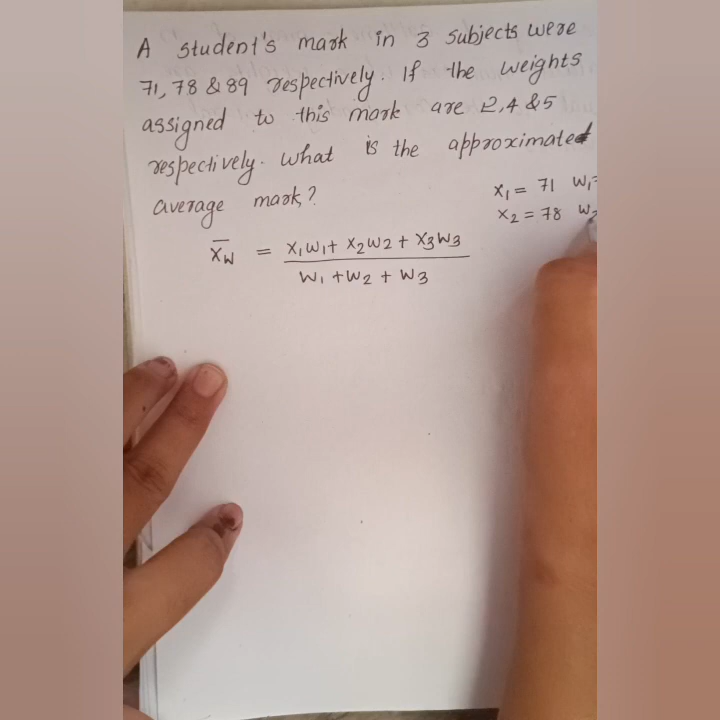 A student's mark in 3 subjects were
71, 78 & 89 respectively. If the weights
assigned to this mark are 2,4 & 5
respectively. what is the approximated
average mark,?
x₁ = 71 w₁=
x₂ = 78 w₂
x̄w = x₁w₁ + x₂w₂ + x₃w₃
w₁ + w₂ + w₃